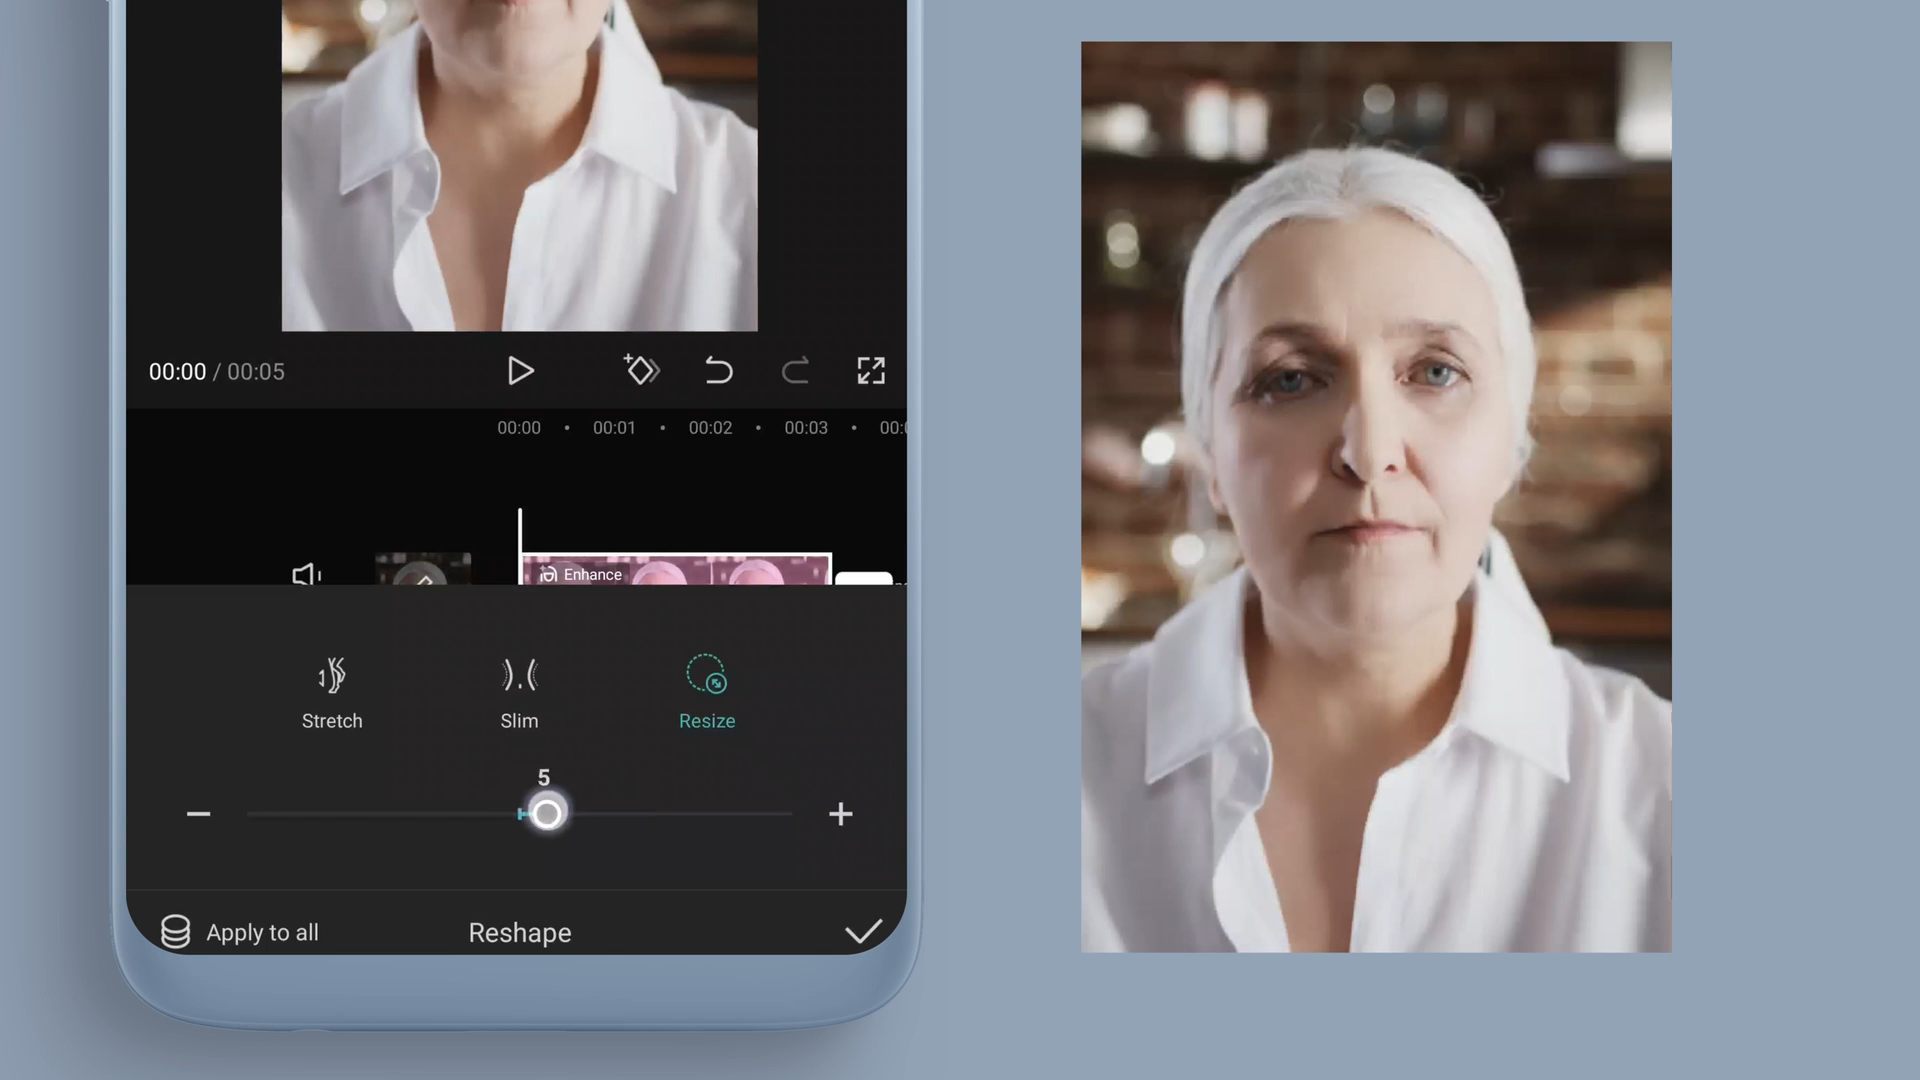 00:00 / 00:05
00:00 • 00:01 • 00:02 • 00:03 •
Enhance
Stretch
Slim
Resize
5
Apply to all
Reshape